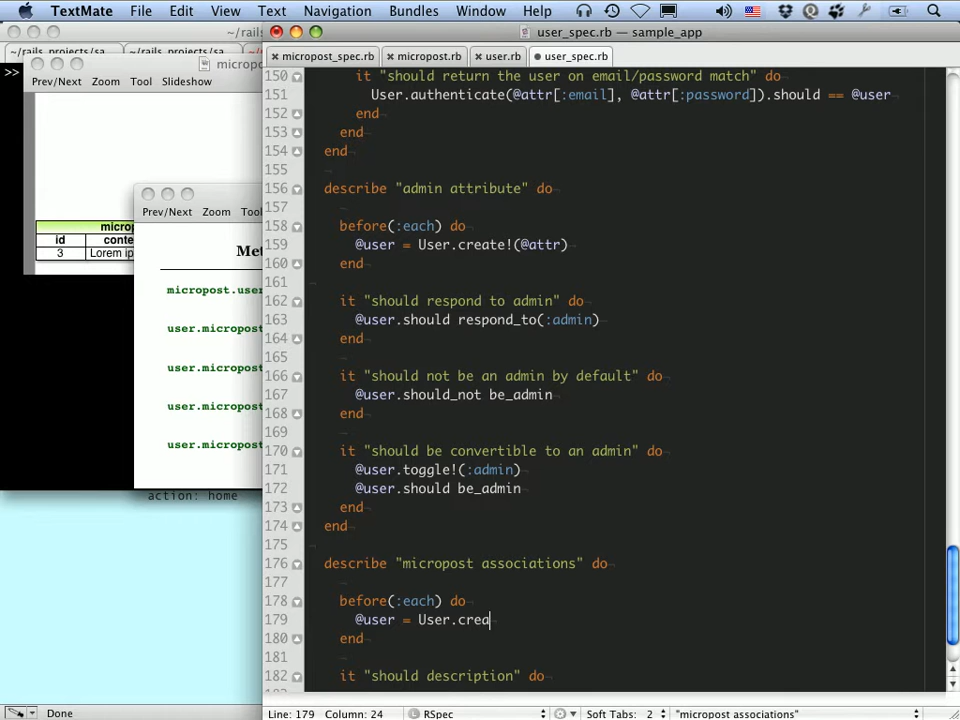 TextMate File Edit View Text Navigation Bundles Window Help
~/rails
user_spec.rb — sample_app
~/rails_projects/sa ~/rails_projects/sa
micropost_spec.rb micropost.rb user.rb user_spec.rb
>>
Prev/Next Zoom Tool Slideshow
id
3 Lorem ip
Prev/Next Zoom Tool
micropost.user
user.micropost
user.micropost
user.micropost
user.micropost
action: home
Done
150 it "should return the user on email/password match" do
151 User.authenticate(@attr[:email], @attr[:password]).should == @user
152 end
153 end
154 end
155
156 describe "admin attribute" do
157
158 before(:each) do
159 @user = User.create!(@attr)
160 end
161
162 it "should respond to admin" do
163 @user.should respond_to(:admin)
164 end
165
166 it "should not be an admin by default" do
167 @user.should_not be_admin
168 end
169
170 it "should be convertible to an admin" do
171 @user.toggle!(:admin)
172 @user.should be_admin
173 end
174 end
175
176 describe "micropost associations" do
177
178 before(:each) do
179 @user = User.crea
180 end
181
182 it "should description" do
Line: 179 Column: 24 RSpec Soft Tabs: 2 "micropost associations"